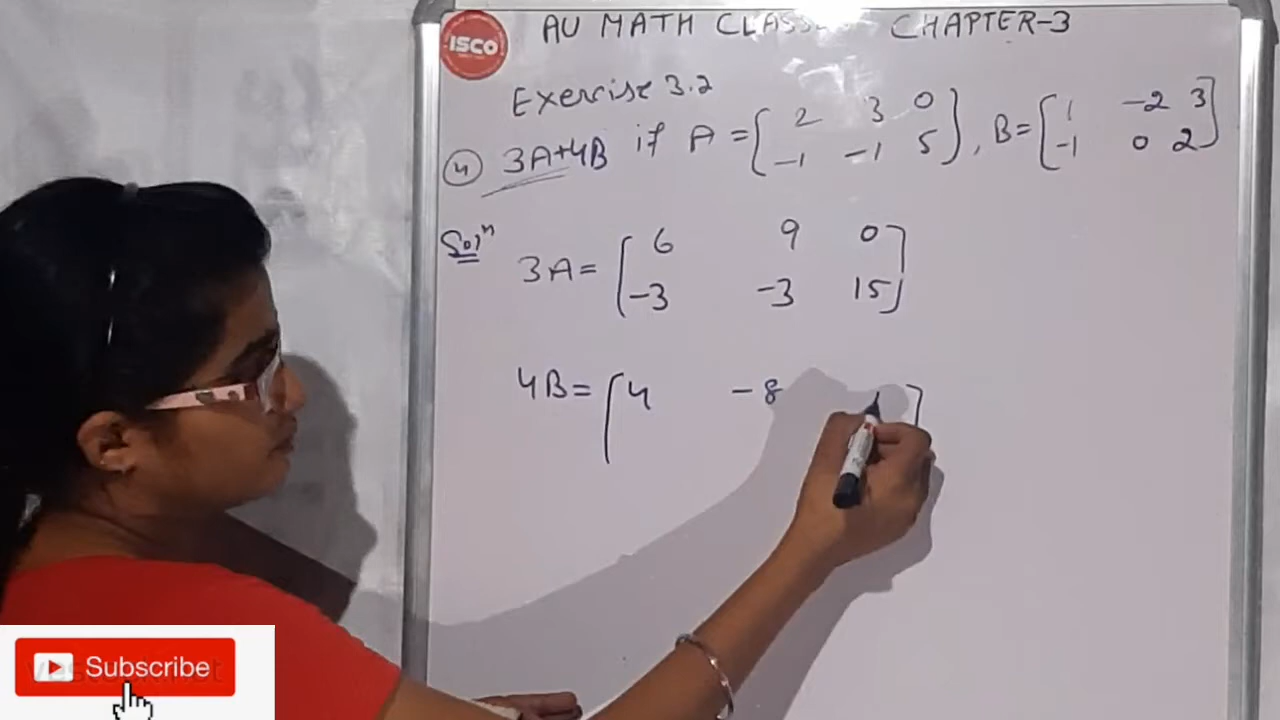 ISCO
AU MATH CLASS CHAPTER-3
Exercise 3.2
④ 3A+4B if A = [ 2 3 0 ], B = [ 1 -2 3 ]
-1 -1 5 -1 0 2
Solⁿ 3A = [ 6 9 0 ]
-3 -3 15
4B = [ 4 -8 ]
Subscribe